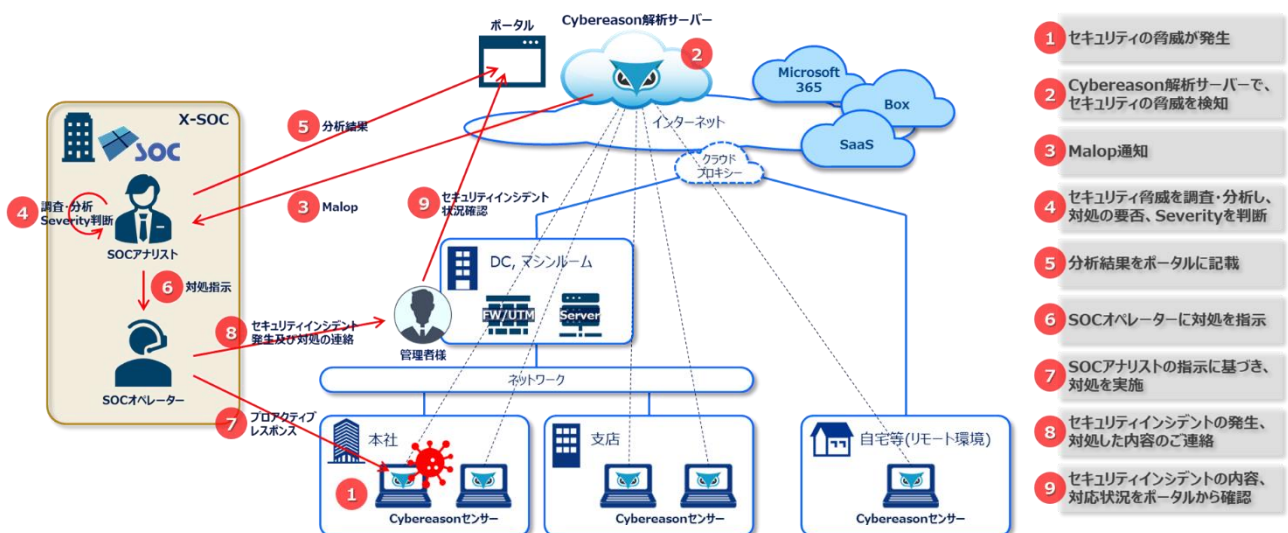 ポータル
Cybereason解析サーバー
2
Microsoft
365
Box
SaaS
インターネット
クラウド
プロキシー
X-SOC
SOC
4
調査・分析
Severity判断
SOCアナリスト
5
分析結果
3
Malop
9
セキュリティインシデント
状況確認
6
対処指示
SOCオペレーター
8
セキュリティインシデント
発生及び対処の連絡
7
プロアクティブ
レスポンス
管理者様
DC, マシンルーム
FW/UTM
Server
ネットワーク
本社
1
Cybereasonセンサー
支店
Cybereasonセンサー
自宅等(リモート環境)
Cybereasonセンサー
1
セキュリティの脅威が発生
2
Cybereason解析サーバーで、
セキュリティの脅威を検知
3
Malop通知
4
セキュリティ脅威を調査・分析し、
対処の要否、Severityを判断
5
分析結果をポータルに記載
6
SOCオペレーターに対処を指示
7
SOCアナリストの指示に基づき、
対処を実施
8
セキュリティインシデントの発生、
対処した内容のご連絡
9
セキュリティインシデントの内容、
対応状況をポータルから確認